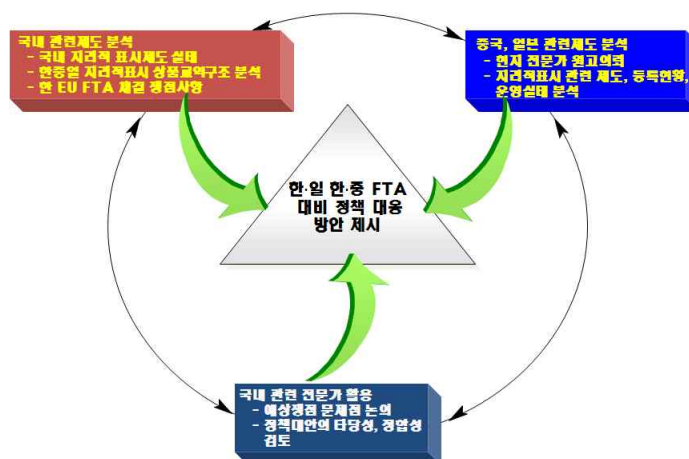 국내 관련제도 분석
- 국내 지리적 표시제도 실태
- 한중일 지리적표시 상품교역구조 분석
- 한 EU FTA 체결 쟁점사항
중국, 일본 관련제도 분석
- 현지 전문가 원고의뢰
- 지리적표시 관련 제도, 등록현황,
운영실태 분석
한·일 한·중 FTA
대비 정책 대응
방안 제시
국내 관련 전문가 활용
- 예상쟁점 문제점 논의
- 정책대안의 타당성, 정합성
검토